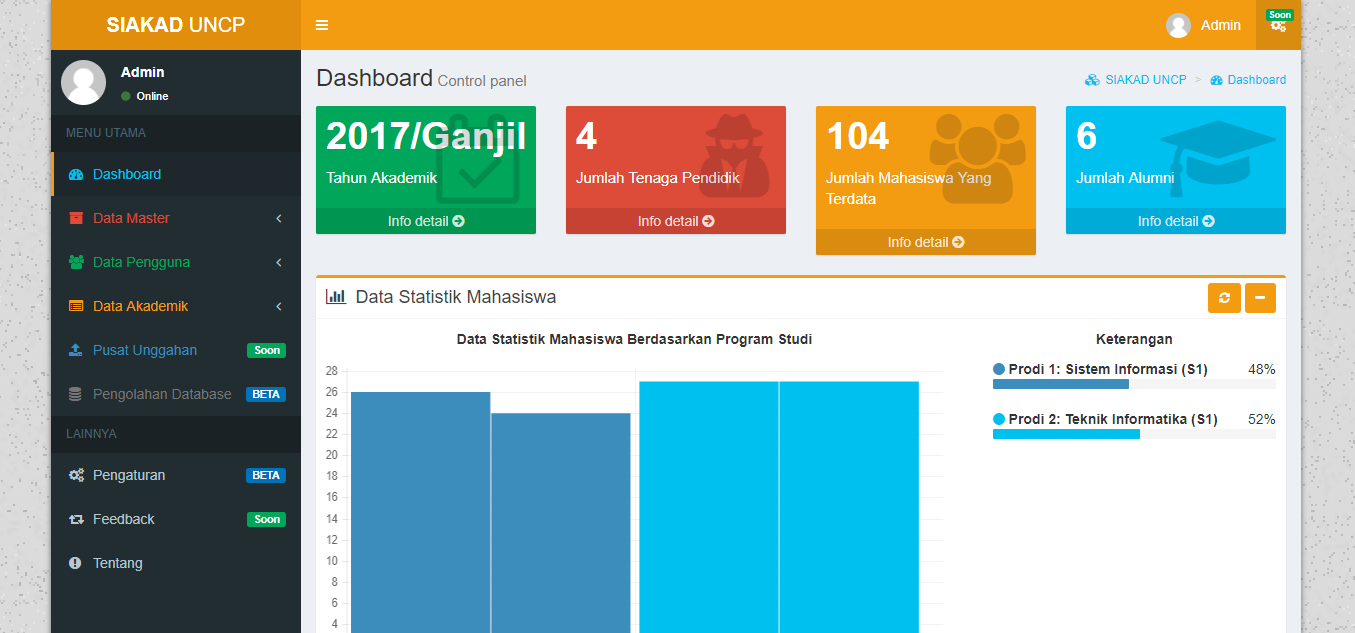 SIAKAD UNCP
Admin
Soon
Admin
Online
MENU UTAMA
Dashboard
Data Master
Data Pengguna
Data Akademik
Pusat Unggahan Soon
Pengolahan Database BETA
LAINNYA
Pengaturan BETA
Feedback Soon
Tentang
Dashboard Control panel
SIAKAD UNCP > Dashboard
2017/Ganjil
Tahun Akademik
Info detail
4
Jumlah Tenaga Pendidik
Info detail
104
Jumlah Mahasiswa Yang
Terdata
Info detail
6
Jumlah Alumni
Info detail
Data Statistik Mahasiswa
Data Statistik Mahasiswa Berdasarkan Program Studi
28
26
24
22
20
18
16
14
12
10
8
6
4
Keterangan
Prodi 1: Sistem Informasi (S1) 48%
Prodi 2: Teknik Informatika (S1) 52%